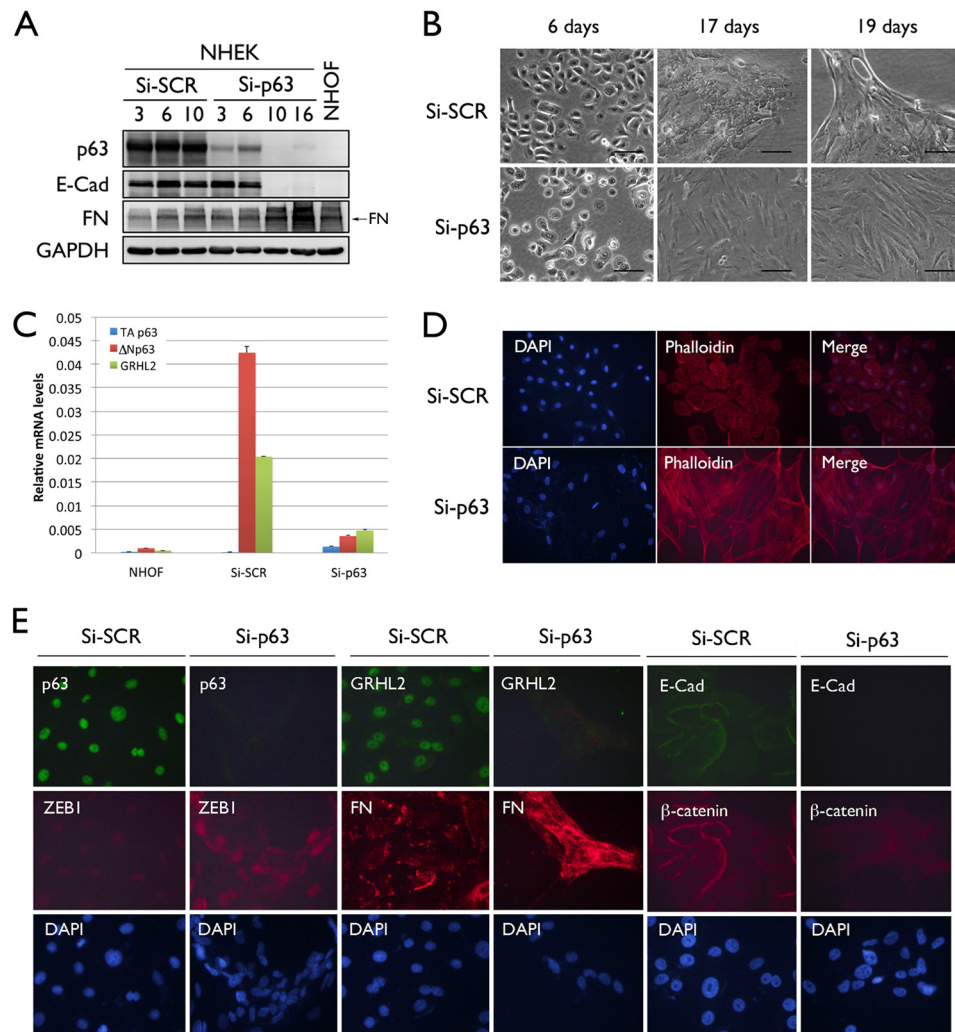 A
NHEK
Si-SCR Si-p63 NHOF
3 6 10 3 6 10 16
p63
E-Cad
FN ←FN
GAPDH
B
6 days 17 days 19 days
Si-SCR
Si-p63
C
0.05
0.045
0.04
0.035
0.03
0.025
0.02
0.015
0.01
0.005
0
Relative mRNA levels
TA p63
ΔNp63
GRHL2
NHOF Si-SCR Si-p63
D
DAPI Phalloidin Merge
Si-SCR
DAPI Phalloidin Merge
Si-p63
E
Si-SCR Si-p63 Si-SCR Si-p63 Si-SCR Si-p63
p63 p63 GRHL2 GRHL2 E-Cad E-Cad
ZEB1 ZEB1 FN FN β-catenin β-catenin
DAPI DAPI DAPI DAPI DAPI DAPI